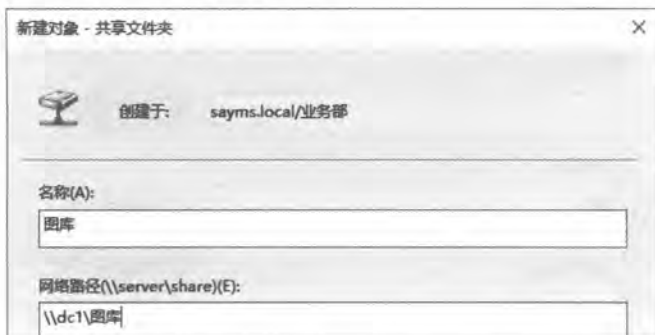 新建对象 - 共享文件夹
创建于: sayms.local/业务部
名称(A):
图库
网络路径(\\server\share)(E):
\\dc1\图库